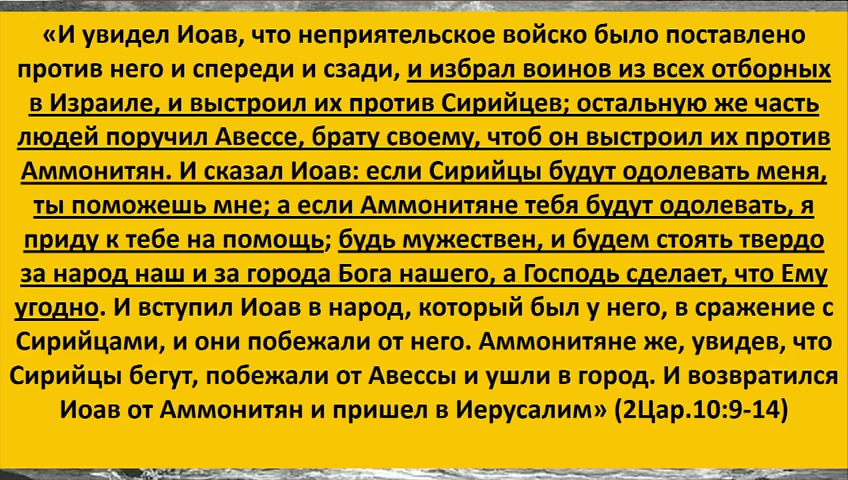 «И увидел Иоав, что неприятельское войско было поставлено
против него и спереди и сзади, и избрал воинов из всех отборных
в Израиле, и выстроил их против Сирийцев; остальную же часть
людей поручил Авессе, брату своему, чтоб он выстроил их против
Аммонитян. И сказал Иоав: если Сирийцы будут одолевать меня,
ты поможешь мне; а если Аммонитяне тебя будут одолевать, я
приду к тебе на помощь; будь мужествен, и будем стоять твердо
за народ наш и за города Бога нашего, а Господь сделает, что Ему
угодно. И вступил Иоав в народ, который был у него, в сражение с
Сирийцами, и они побежали от него. Аммонитяне же, увидев, что
Сирийцы бегут, побежали от Авессы и ушли в город. И возвратился
Иоав от Аммонитян и пришел в Иерусалим» (2Цар.10:9-14)